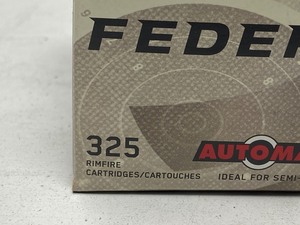 FEDER
325
RIMFIRE
CARTRIDGES/CARTOUCHES
AUTOMA
IDEAL FOR SEMI-